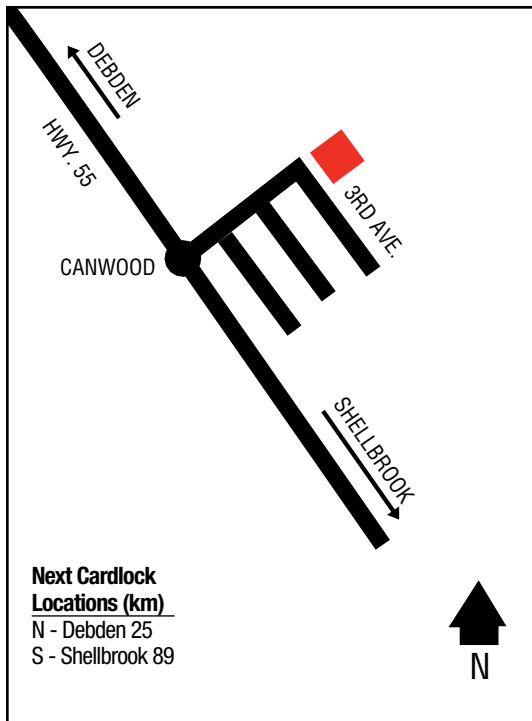 DEBDEN
HWY. 55
3RD AVE.
CANWOOD
SHELLBROOK
Next Cardlock
Locations (km)
N - Debden 25
S - Shellbrook 89
N